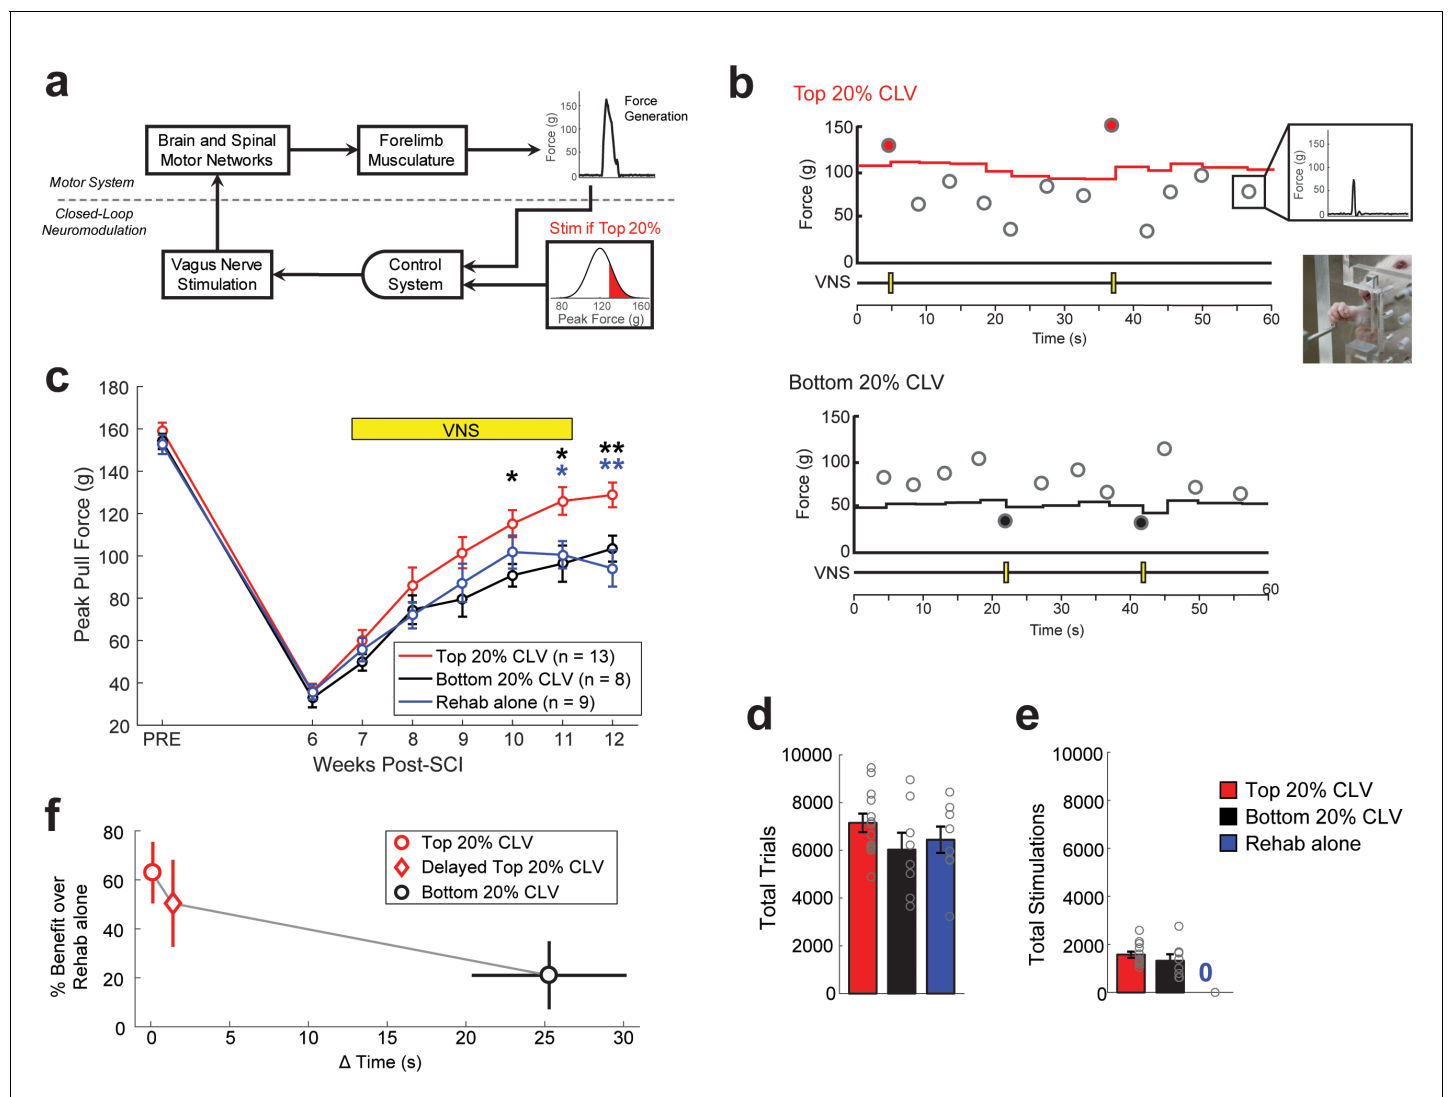 a
Brain and Spinal
Motor Networks
Forelimb
Musculature
Force (g)
150
100
50
0
Force
Generation
Motor System
Closed-Loop
Neuromodulation
Vagus Nerve
Stimulation
Control
System
Stim if Top 20%
80 120 160
Peak Force (g)
b
Top 20% CLV
Force (g)
150
100
50
0
Force (g)
150
100
50
0
VNS
0 10 20 30 40 50 60
Time (s)
Bottom 20% CLV
Force (g)
150
100
50
0
VNS
60
0 10 20 30 40 50
Time (s)
c
Peak Pull Force (g)
180
160
140
120
100
80
60
40
20
VNS
*
*
*
**
**
Top 20% CLV (n = 13)
Bottom 20% CLV (n = 8)
Rehab alone (n = 9)
PRE 6 7 8 9 10 11 12
Weeks Post-SCI
d
Total Trials
10000
8000
6000
4000
2000
0
e
Total Stimulations
10000
8000
6000
4000
2000
0
0
Top 20% CLV
Bottom 20% CLV
Rehab alone
f
% Benefit over
Rehab alone
80
60
40
20
0
Top 20% CLV
Delayed Top 20% CLV
Bottom 20% CLV
0 5 10 15 20 25 30
Δ Time (s)